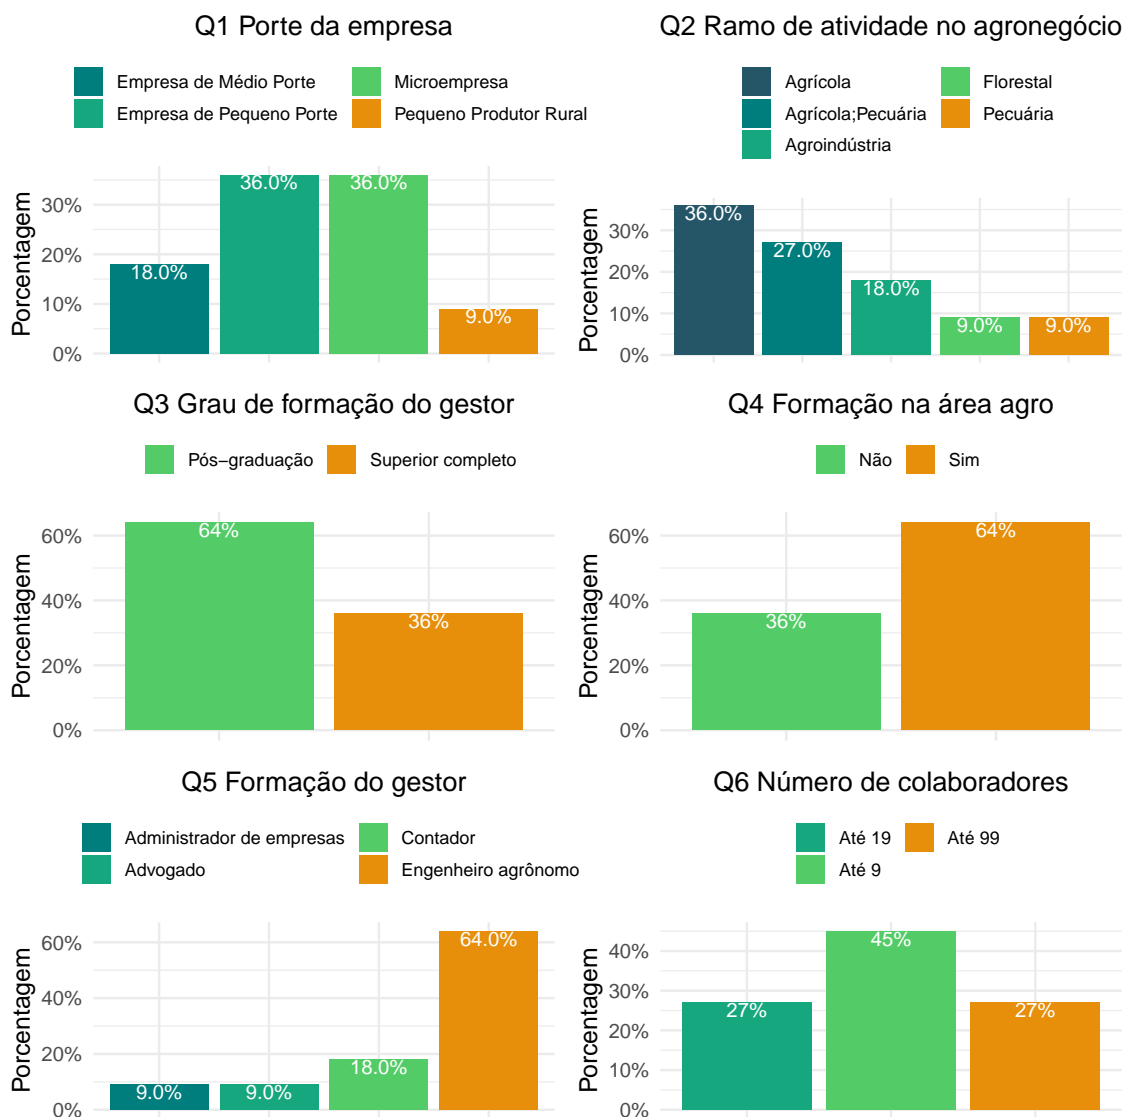 Q1 Porte da empresa
Empresa de Médio Porte
Microempresa
Empresa de Pequeno Porte
Pequeno Produtor Rural
Porcentagem
30%
20%
10%
0%
18.0%
36.0%
36.0%
9.0%
Q2 Ramo de atividade no agronegócio
Agrícola
Florestal
Agrícola;Pecuária
Pecuária
Agroindústria
Porcentagem
30%
20%
10%
0%
36.0%
27.0%
18.0%
9.0%
9.0%
Q3 Grau de formação do gestor
Pós−graduação
Superior completo
Porcentagem
60%
40%
20%
0%
64%
36%
Q4 Formação na área agro
Não
Sim
Porcentagem
60%
40%
20%
0%
36%
64%
Q5 Formação do gestor
Administrador de empresas
Contador
Advogado
Engenheiro agrônomo
Porcentagem
60%
40%
20%
0%
9.0%
9.0%
18.0%
64.0%
Q6 Número de colaboradores
Até 19
Até 99
Até 9
Porcentagem
40%
30%
20%
10%
0%
27%
45%
27%